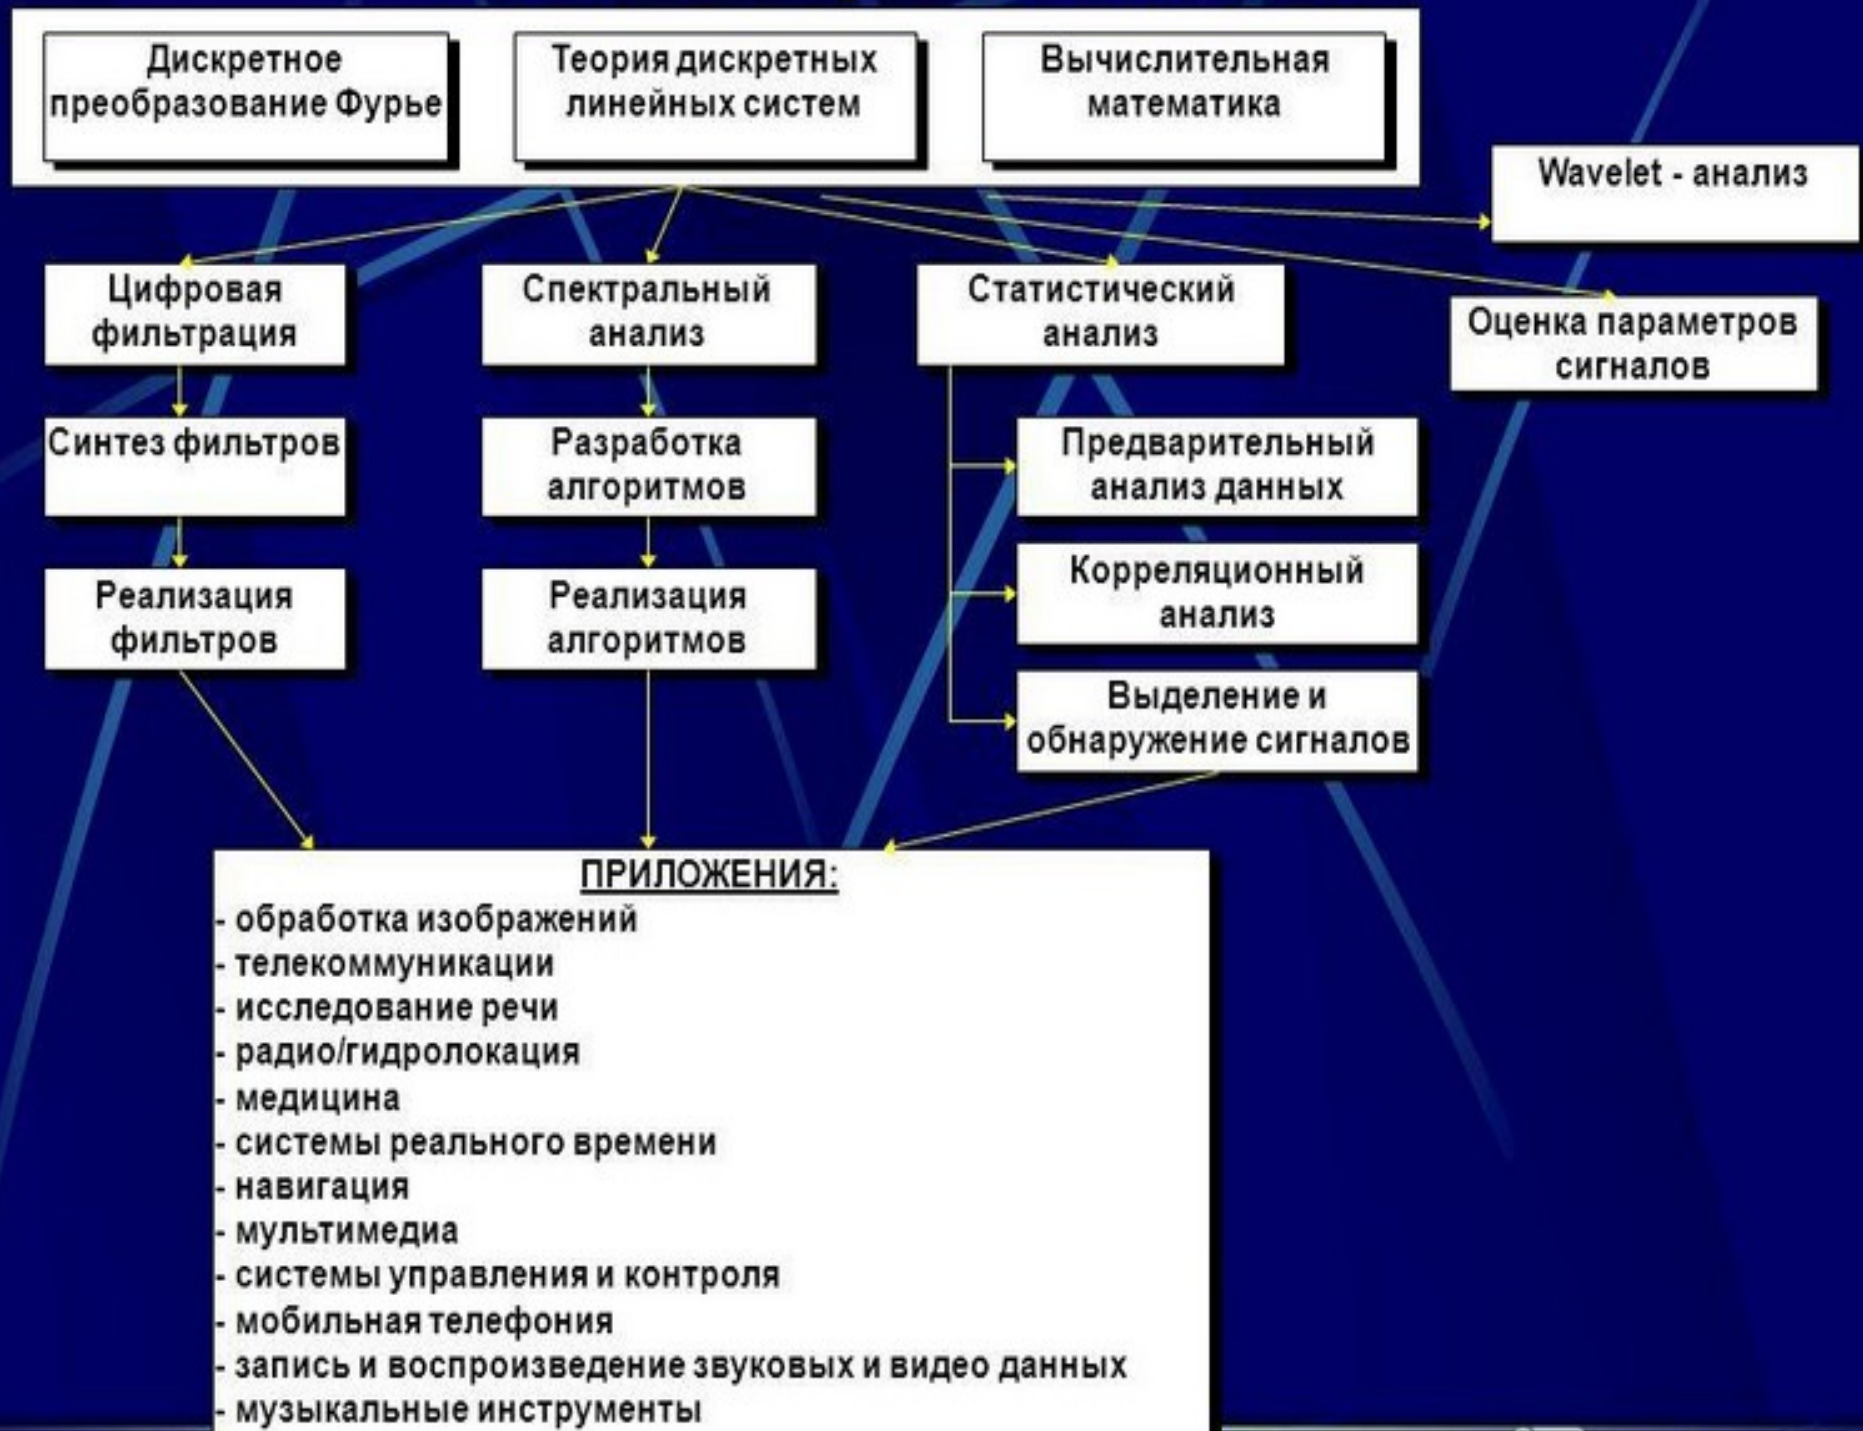 Дискретное
преобразование Фурье
Теория дискретных
линейных систем
Вычислительная
математика
Wavelet - анализ
Цифровая
фильтрация
Спектральный
анализ
Статистический
анализ
Оценка параметров
сигналов
Синтез фильтров
Разработка
алгоритмов
Предварительный
анализ данных
Реализация
фильтров
Реализация
алгоритмов
Корреляционный
анализ
Выделение и
обнаружение сигналов
ПРИЛОЖЕНИЯ:
- обработка изображений
- телекоммуникации
- исследование речи
- радио/гидролокация
- медицина
- системы реального времени
- навигация
- мультимедиа
- системы управления и контроля
- мобильная телефония
- запись и воспроизведение звуковых и видео данных
- музыкальные инструменты